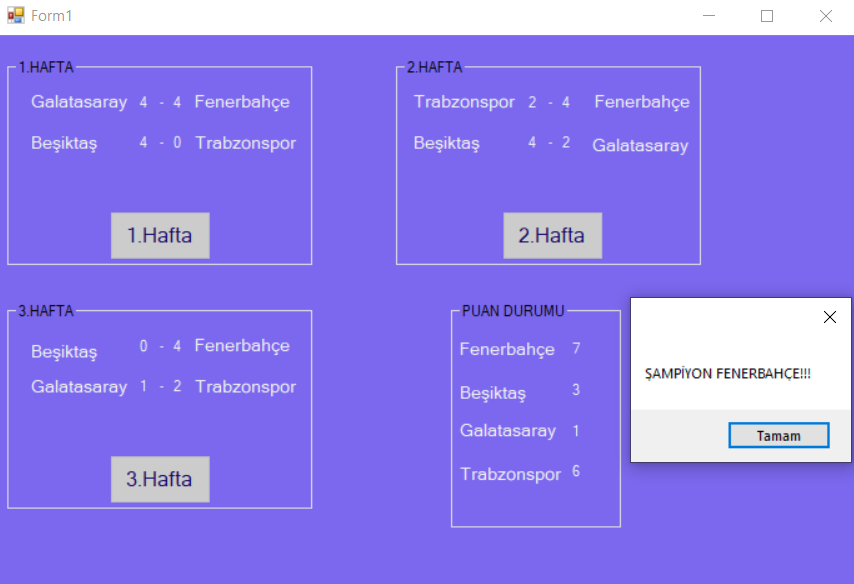 Form1
1.HAFTA
Galatasaray 4 - 4 Fenerbahçe
Beşiktaş 4 - 0 Trabzonspor
1.Hafta
2.HAFTA
Trabzonspor 2 - 4 Fenerbahçe
Beşiktaş 4 - 2 Galatasaray
2.Hafta
3.HAFTA
Beşiktaş 0 - 4 Fenerbahçe
Galatasaray 1 - 2 Trabzonspor
3.Hafta
PUAN DURUMU
Fenerbahçe 7
Beşiktaş 3
Galatasaray 1
Trabzonspor 6
ŞAMPİYON FENERBAHÇE!!!
Tamam